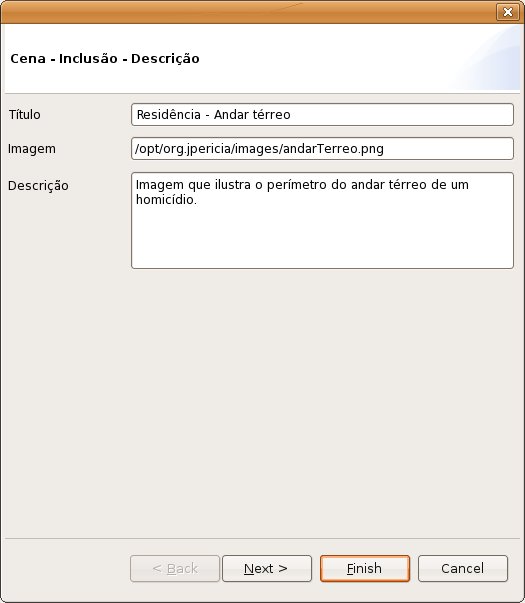 Cena - Inclusão - Descrição
Título
Residência - Andar térreo
Imagem
/opt/org.jpericia/images/andarTerreo.png
Descrição
Imagem que ilustra o perímetro do andar térreo de um
homicídio.
< Back
Next >
Finish
Cancel